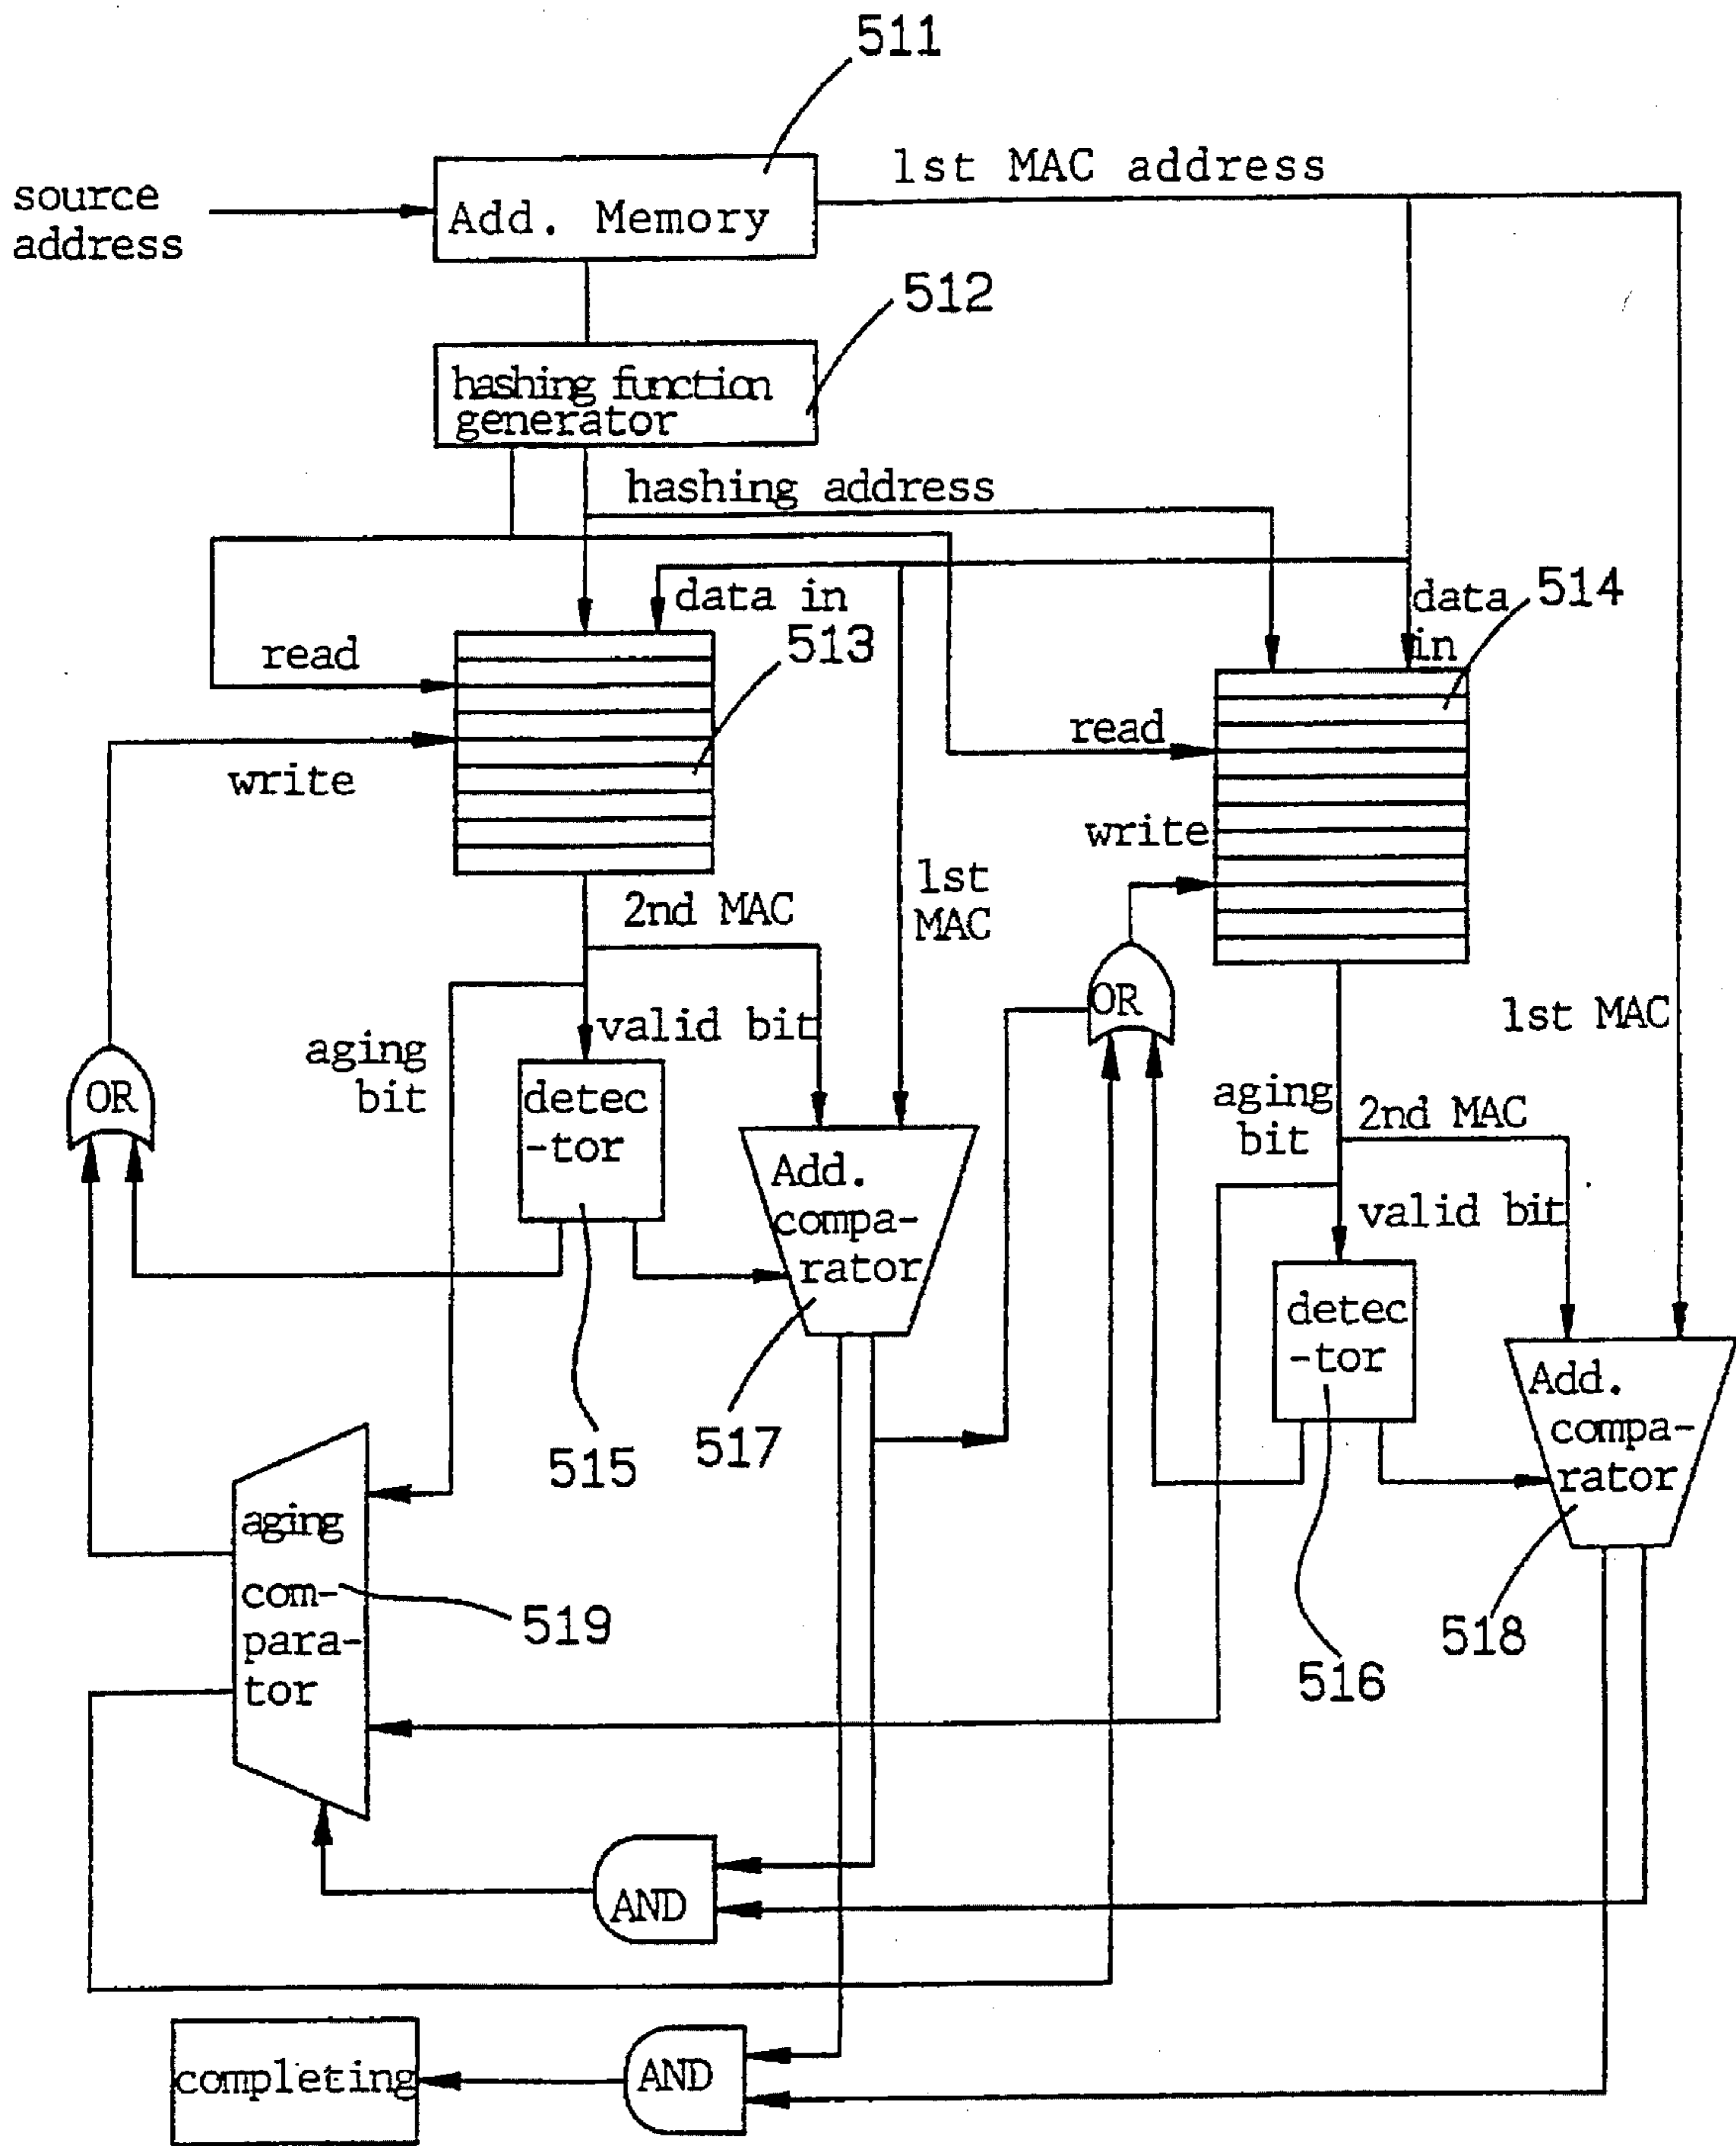 511
1st MAC address
source
address
Add. Memory
512
hashing function
generator
hashing address
data in
513
data
in
514
read
write
read
write
2nd MAC
1st
MAC
OR
1st MAC
aging
bit
valid bit
OR
detec
-tor
Add.
compa-
rator
aging
bit
2nd MAC
valid bit
detec
-tor
Add.
compa-
rator
515
517
516
518
aging
com-
para-
tor
519
AND
AND
completing